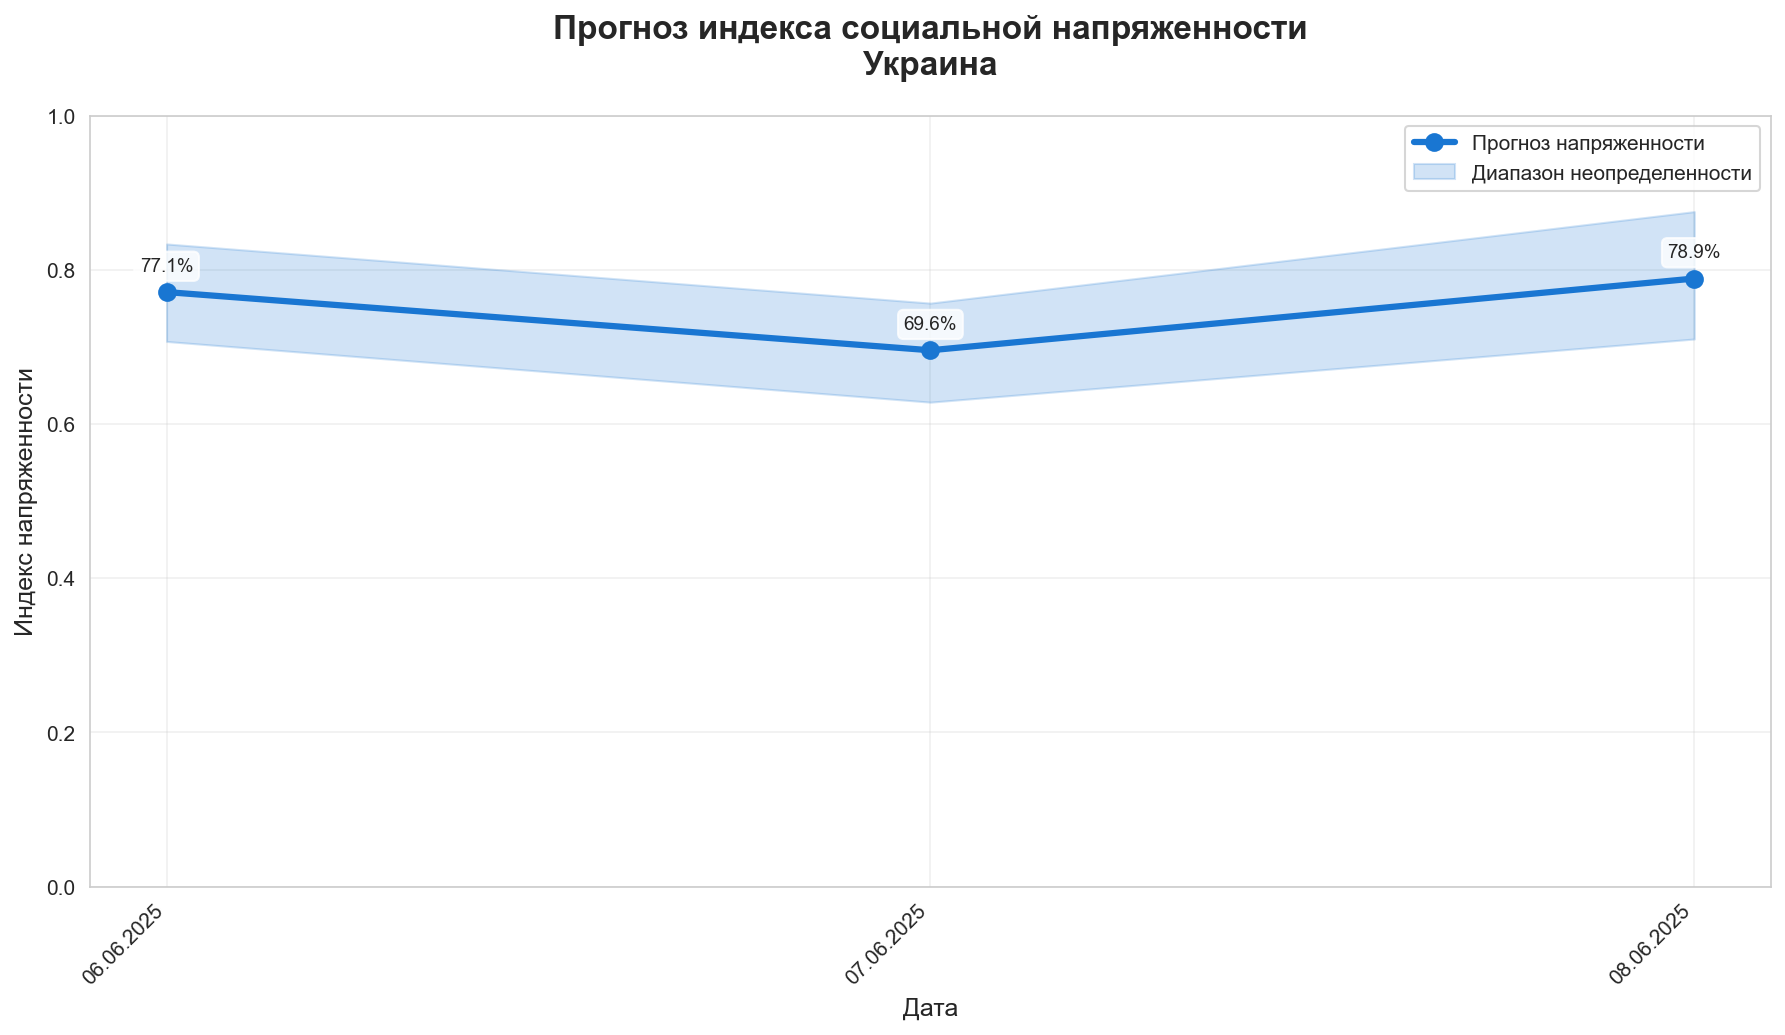 Прогноз индекса социальной напряженности
Украина
Прогноз напряженности
Диапазон неопределенности
77.1%
69.6%
78.9%
Индекс напряженности
1.0
0.8
0.6
0.4
0.2
0.0
06.06.2025
07.06.2025
08.06.2025
Дата